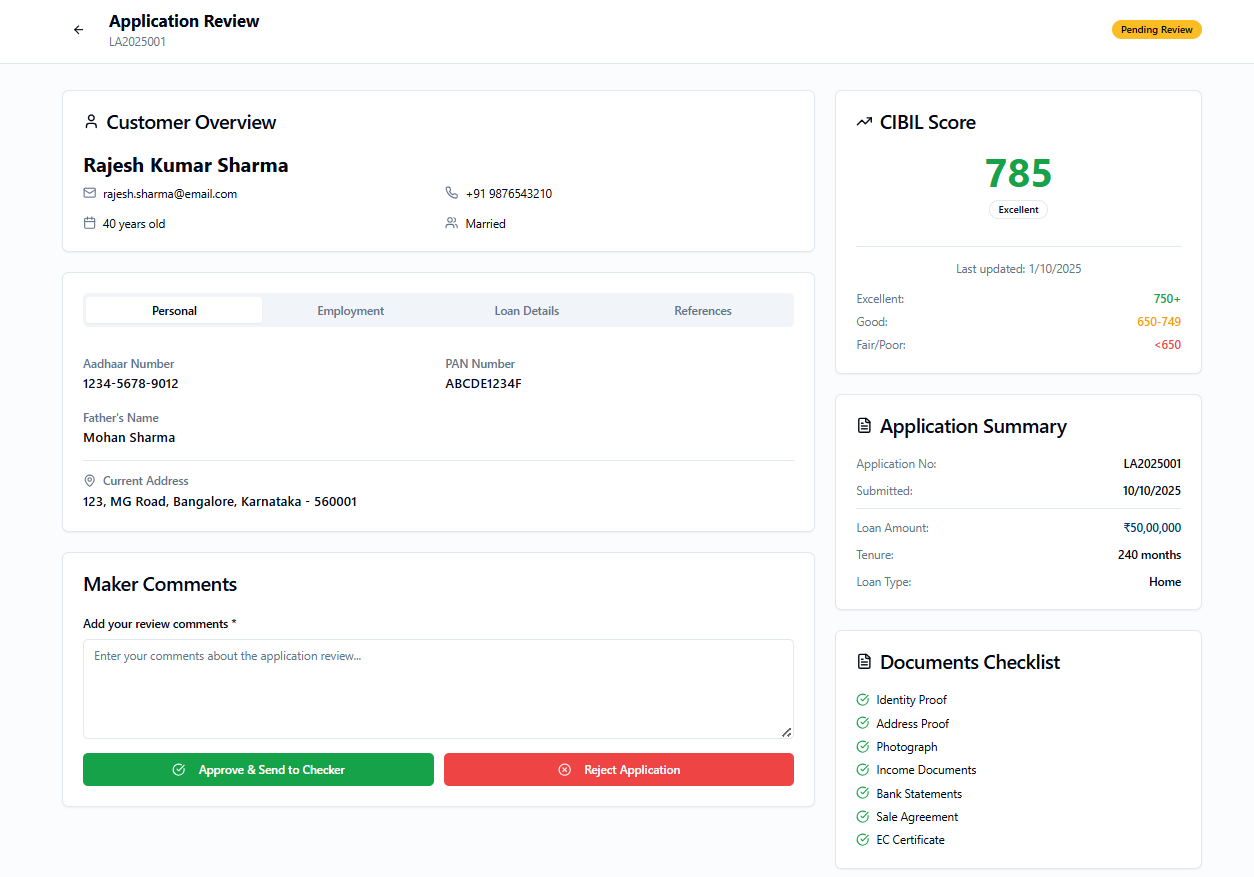 Application Review
LA2025001
Pending Review
Customer Overview
Rajesh Kumar Sharma
rajesh.sharma@email.com
+91 9876543210
40 years old
Married
Personal
Employment
Loan Details
References
Aadhaar Number
1234-5678-9012
PAN Number
ABCDE1234F
Father's Name
Mohan Sharma
Current Address
123, MG Road, Bangalore, Karnataka - 560001
Maker Comments
Add your review comments *
Enter your comments about the application review...
Approve & Send to Checker
Reject Application
CIBIL Score
785
Excellent
Last updated: 1/10/2025
Excellent: 750+
Good: 650-749
Fair/Poor: <650
Application Summary
Application No: LA2025001
Submitted: 10/10/2025
Loan Amount: ₹50,00,000
Tenure: 240 months
Loan Type: Home
Documents Checklist
Identity Proof
Address Proof
Photograph
Income Documents
Bank Statements
Sale Agreement
EC Certificate